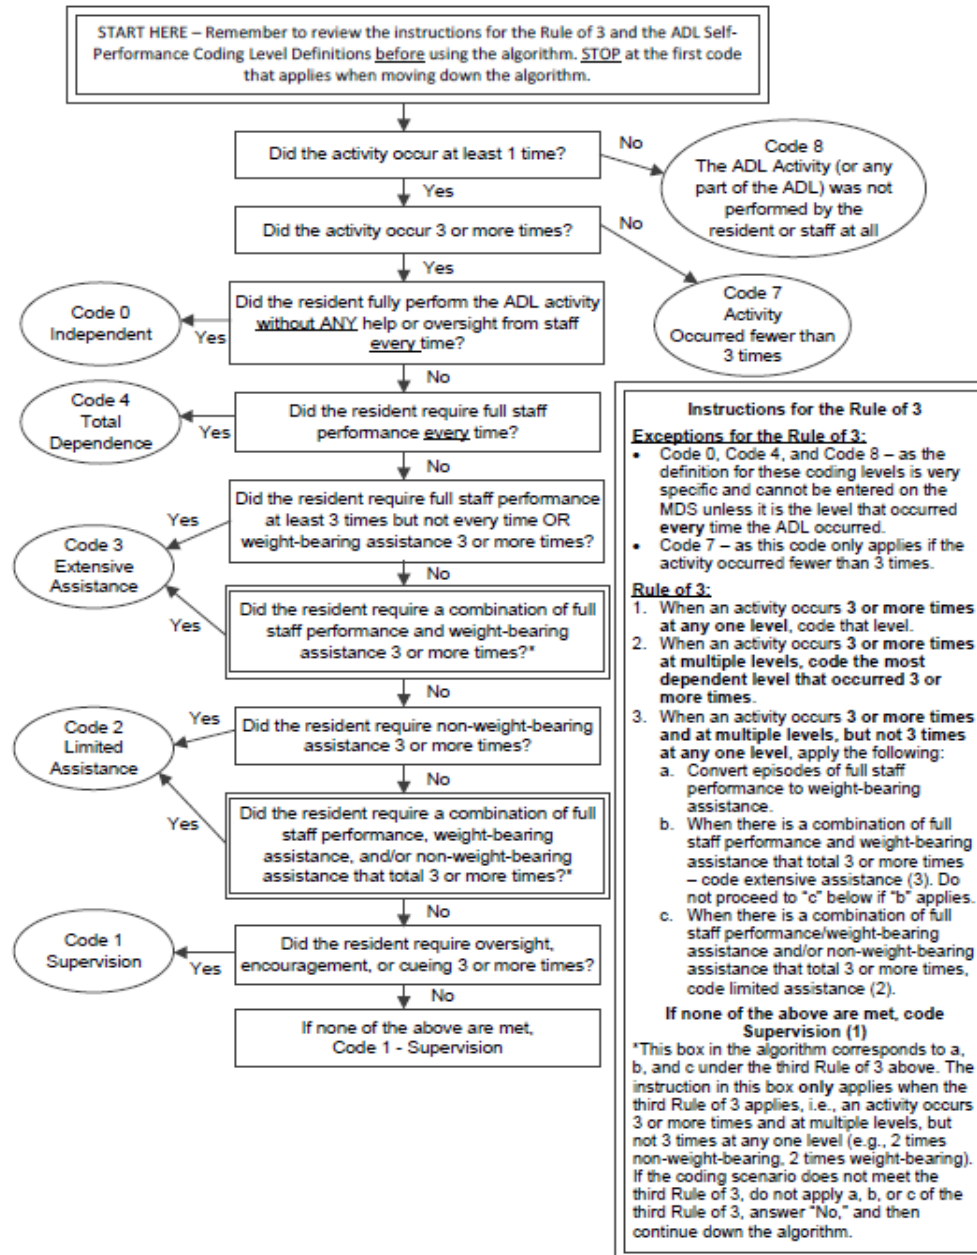 START HERE – Remember to review the instructions for the Rule of 3 and the ADL Self-
Performance Coding Level Definitions before using the algorithm. STOP at the first code
that applies when moving down the algorithm.
Did the activity occur at least 1 time?
No
Code 8
The ADL Activity (or any
part of the ADL) was not
performed by the
resident or staff at all
Yes
Did the activity occur 3 or more times?
No
Code 7
Activity
Occurred fewer than
3 times
Yes
Did the resident fully perform the ADL activity
without ANY help or oversight from staff
every time?
Yes
Code 0
Independent
No
Did the resident require full staff
performance every time?
Yes
Code 4
Total
Dependence
No
Did the resident require full staff performance
at least 3 times but not every time OR
weight-bearing assistance 3 or more times?
Yes
Code 3
Extensive
Assistance
No
Did the resident require a combination of full
staff performance and weight-bearing
assistance 3 or more times?*
Yes
No
Did the resident require non-weight-bearing
assistance 3 or more times?
Yes
Code 2
Limited
Assistance
No
Did the resident require a combination of full
staff performance, weight-bearing
assistance, and/or non-weight-bearing
assistance that total 3 or more times?*
Yes
No
Did the resident require oversight,
encouragement, or cueing 3 or more times?
Yes
Code 1
Supervision
No
If none of the above are met,
Code 1 - Supervision
Instructions for the Rule of 3
Exceptions for the Rule of 3:
• Code 0, Code 4, and Code 8 – as the
definition for these coding levels is very
specific and cannot be entered on the
MDS unless it is the level that occurred
every time the ADL occurred.
• Code 7 – as this code only applies if the
activity occurred fewer than 3 times.
Rule of 3:
1. When an activity occurs 3 or more times
at any one level, code that level.
2. When an activity occurs 3 or more times
at multiple levels, code the most
dependent level that occurred 3 or
more times.
3. When an activity occurs 3 or more times
and at multiple levels, but not 3 times
at any one level, apply the following:
a. Convert episodes of full staff
performance to weight-bearing
assistance.
b. When there is a combination of full
staff performance and weight-bearing
assistance that total 3 or more times
– code extensive assistance (3). Do
not proceed to “c” below if “b” applies.
c. When there is a combination of full
staff performance/weight-bearing
assistance and/or non-weight-bearing
assistance that total 3 or more times,
code limited assistance (2).
If none of the above are met, code
Supervision (1)
*This box in the algorithm corresponds to a,
b, and c under the third Rule of 3 above. The
instruction in this box only applies when the
third Rule of 3 applies, i.e., an activity occurs
3 or more times and at multiple levels, but
not 3 times at any one level (e.g., 2 times
non-weight-bearing, 2 times weight-bearing).
If the coding scenario does not meet the
third Rule of 3, do not apply a, b, or c of the
third Rule of 3, answer “No,” and then
continue down the algorithm.